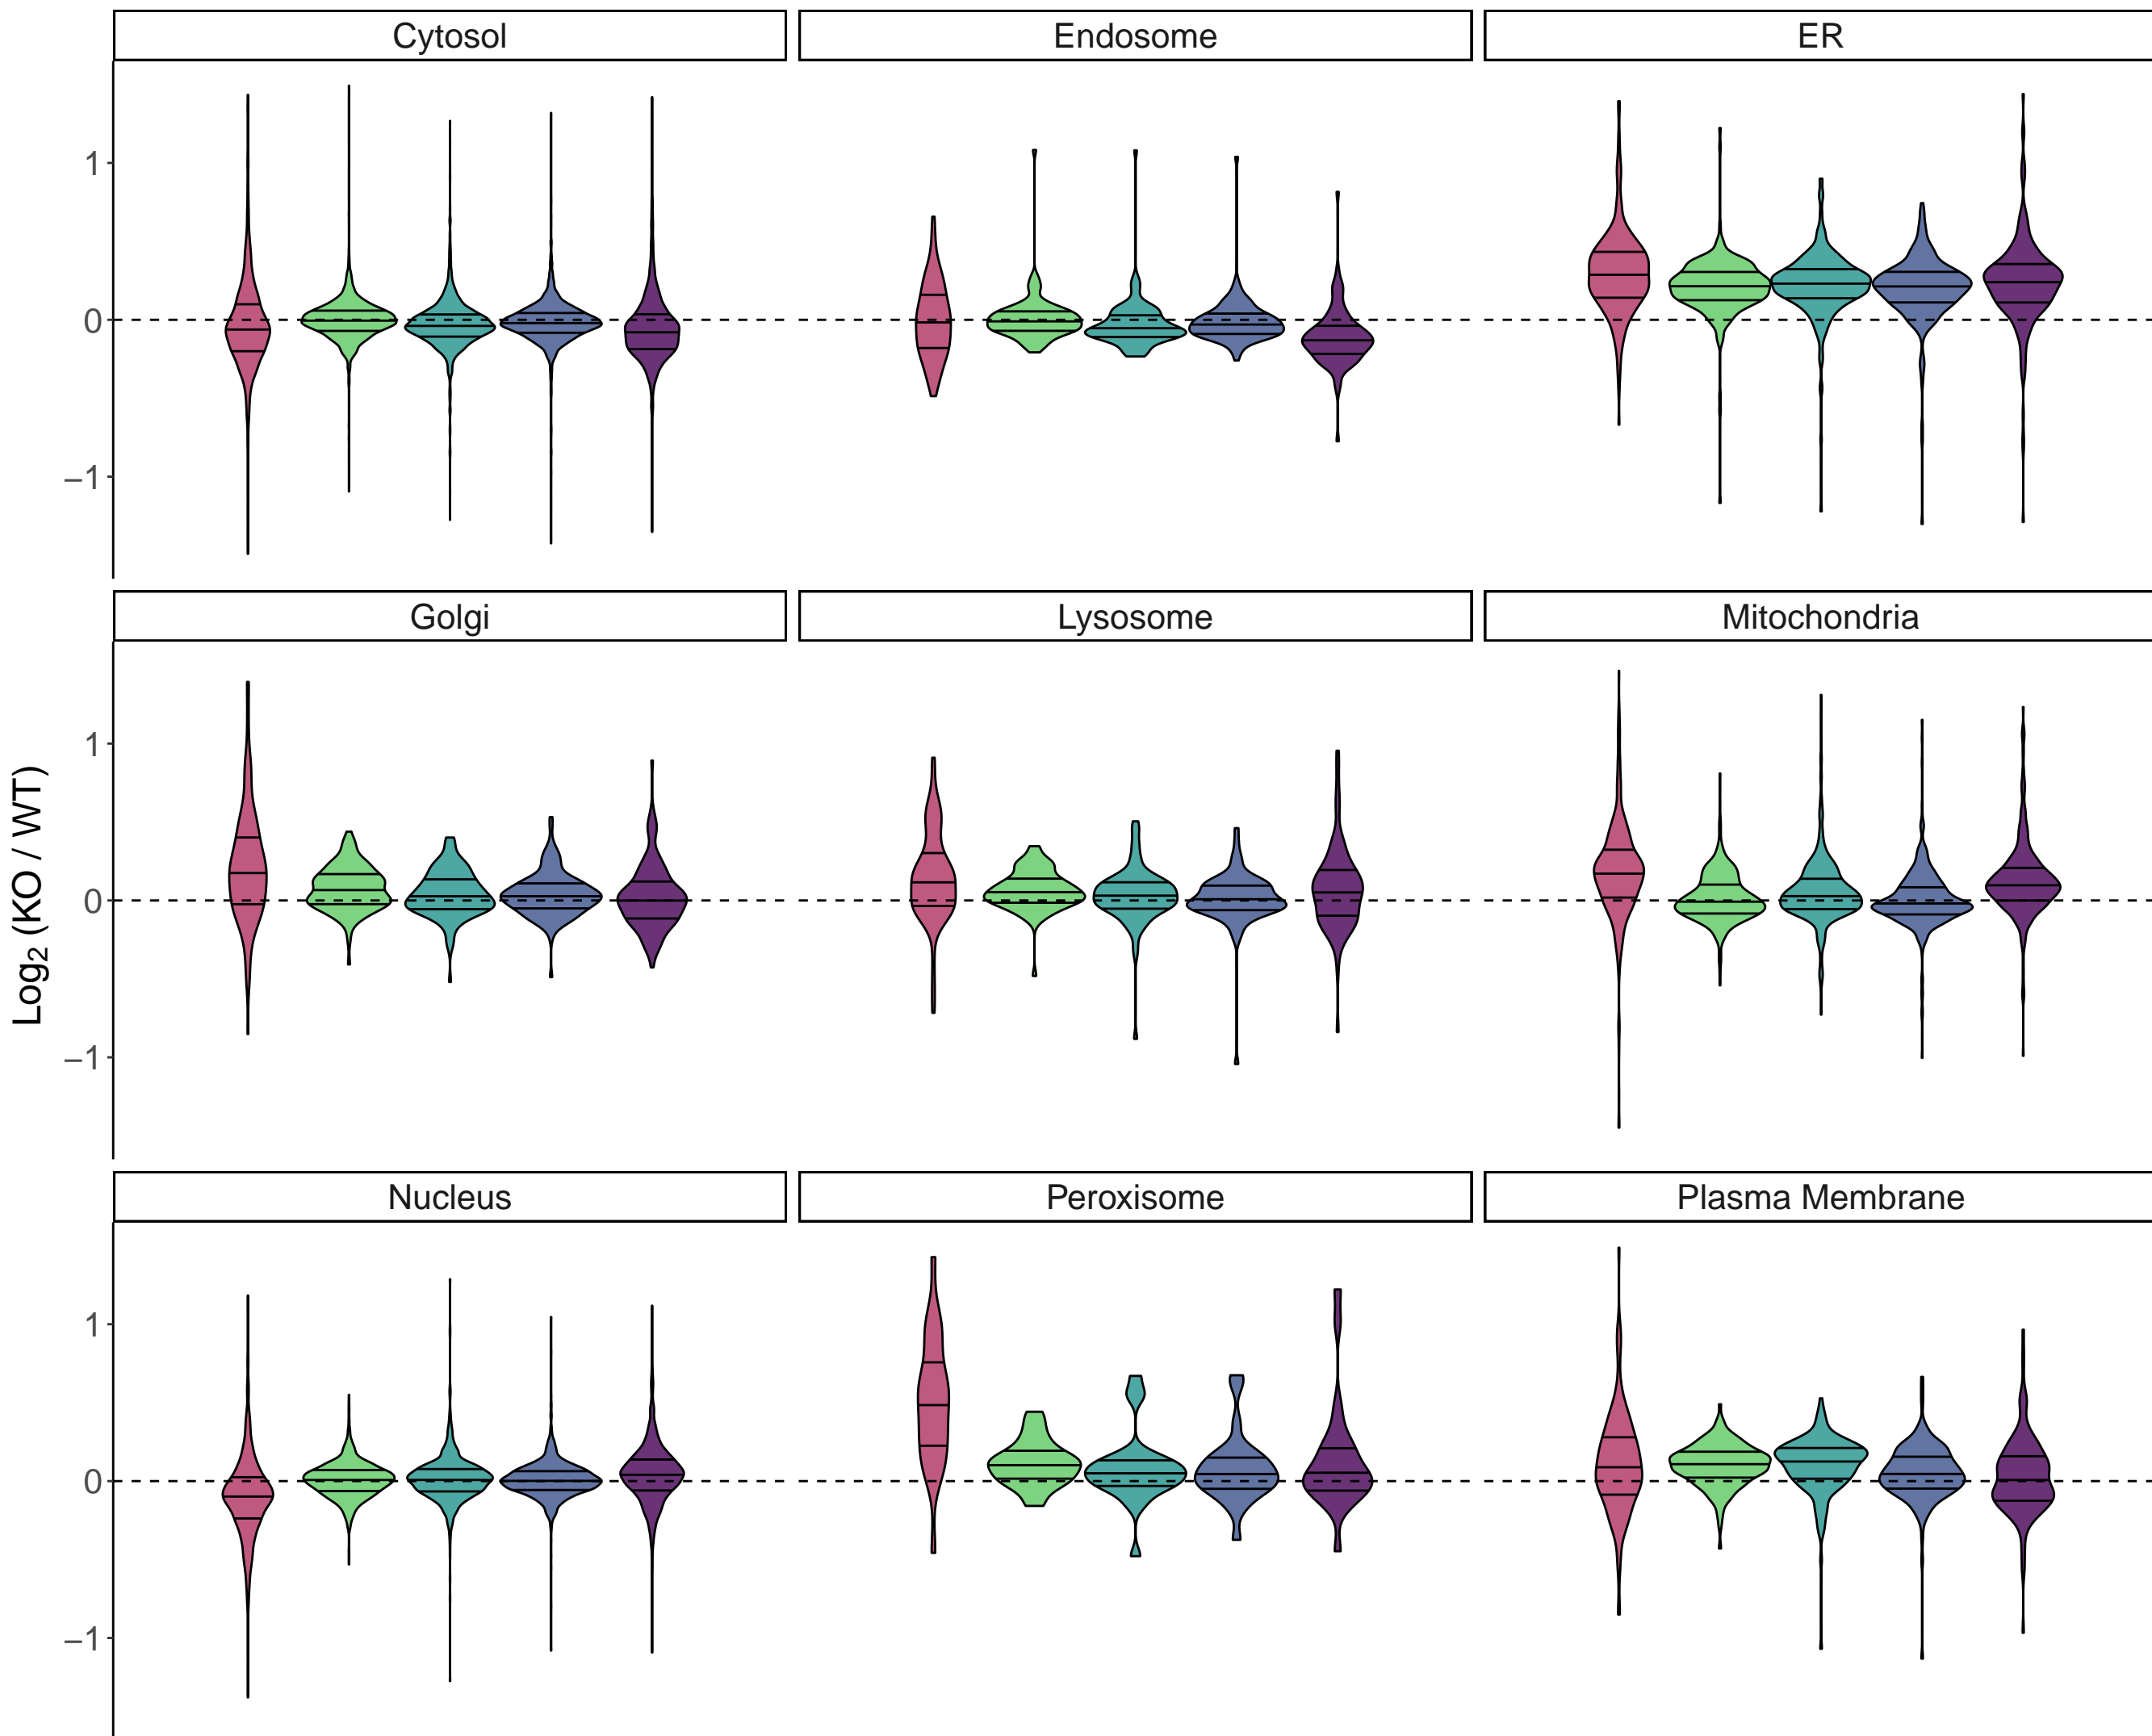 Cytosol Endosome ER
1
0
−1
Golgi Lysosome Mitochondria
1
0
−1
Log2 (KO / WT)
Nucleus Peroxisome Plasma Membrane
1
0
−1